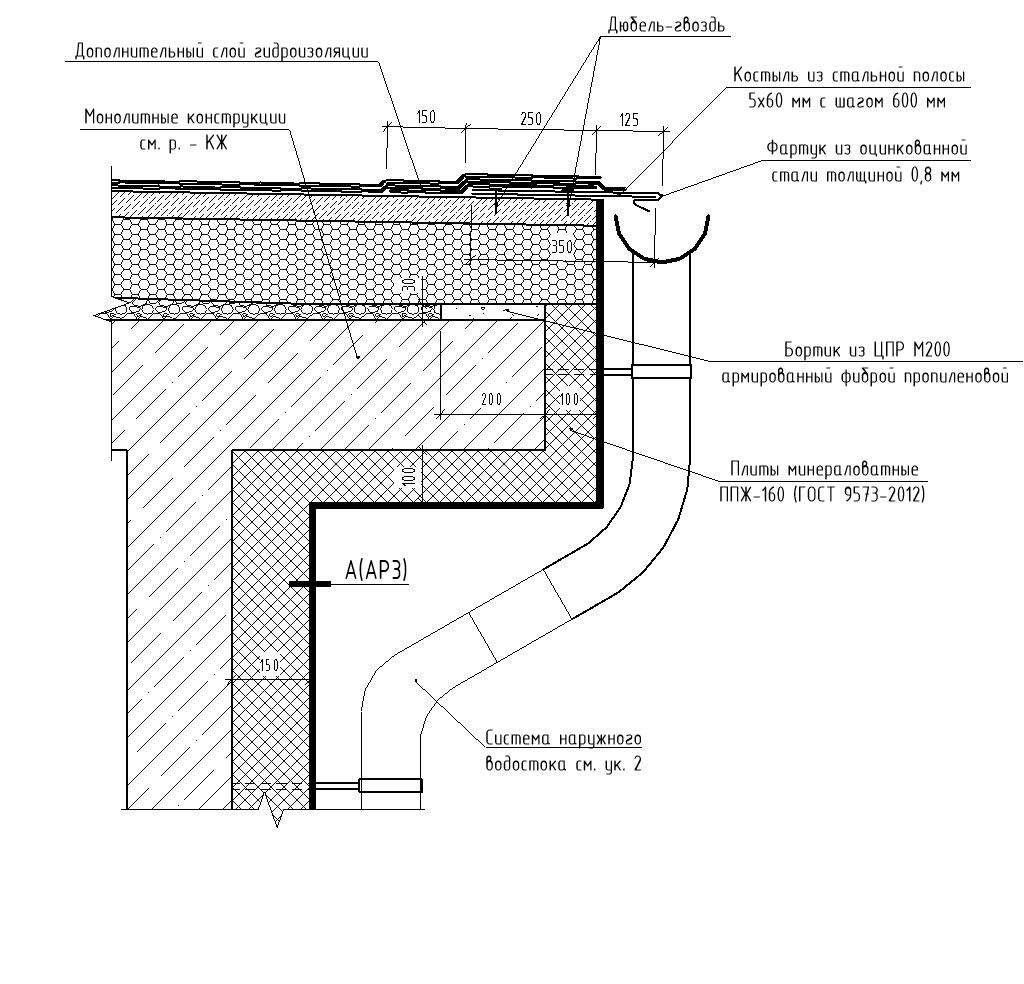 Дюбель-гвоздь
Дополнительный слой гидроизоляции
Костыль из стальной полосы
5х60 мм с шагом 600 мм
Монолитные конструкции
см. р. - КЖ
150
250
125
Фартук из оцинкованной
стали толщиной 0,8 мм
350
30
Бортик из ЦПР М200
армированный фиброй пропиленовой
200
100
100
Плиты минераловатные
ППЖ-160 (ГОСТ 9573-2012)
А(АР3)
150
Система наружного
водостока см. ук. 2